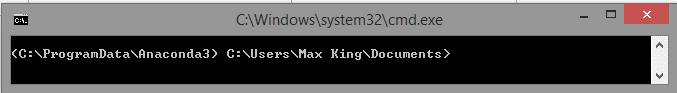 C:\Windows\system32\cmd.exe
(C:\ProgramData\Anaconda3) C:\Users\Max King\Documents>